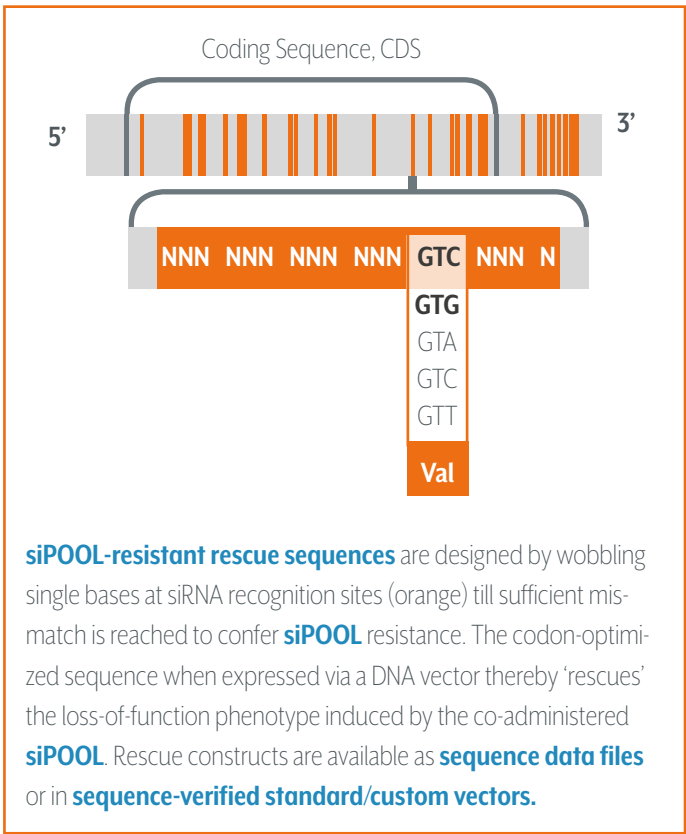 Coding Sequence, CDS
5’
3’
NNN NNN NNN NNN GTC NNN N
GTG
GTA
GTC
GTT
Val
siPOOL-resistant rescue sequences are designed by wobbling
single bases at siRNA recognition sites (orange) till sufficient mis-
match is reached to confer siPOOL resistance. The codon-optimi-
zed sequence when expressed via a DNA vector thereby ‘rescues’
the loss-of-function phenotype induced by the co-administered
siPOOL. Rescue constructs are available as sequence data files
or in sequence-verified standard/custom vectors.